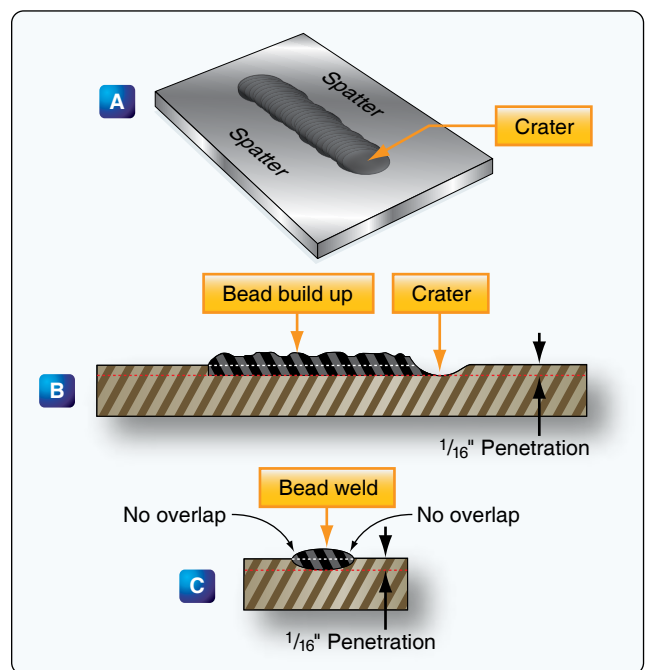 A
Spatter
Spatter
Crater
Bead build up
Crater
B
1/16" Penetration
Bead weld
No overlap
No overlap
C
1/16" Penetration